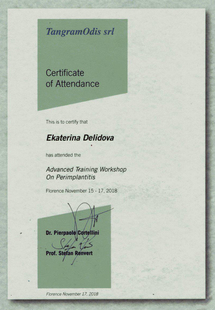 TangramOdis srl
Certificate
of Attendance
This is to certify that
Ekaterina Delidova
has attended the
Advanced Training Workshop
On Perimplantitis
Florence November 15 - 17, 2018
Dr. Pierpaolo Cortellini
Prof. Stefan Renvert
Florence November 17, 2018